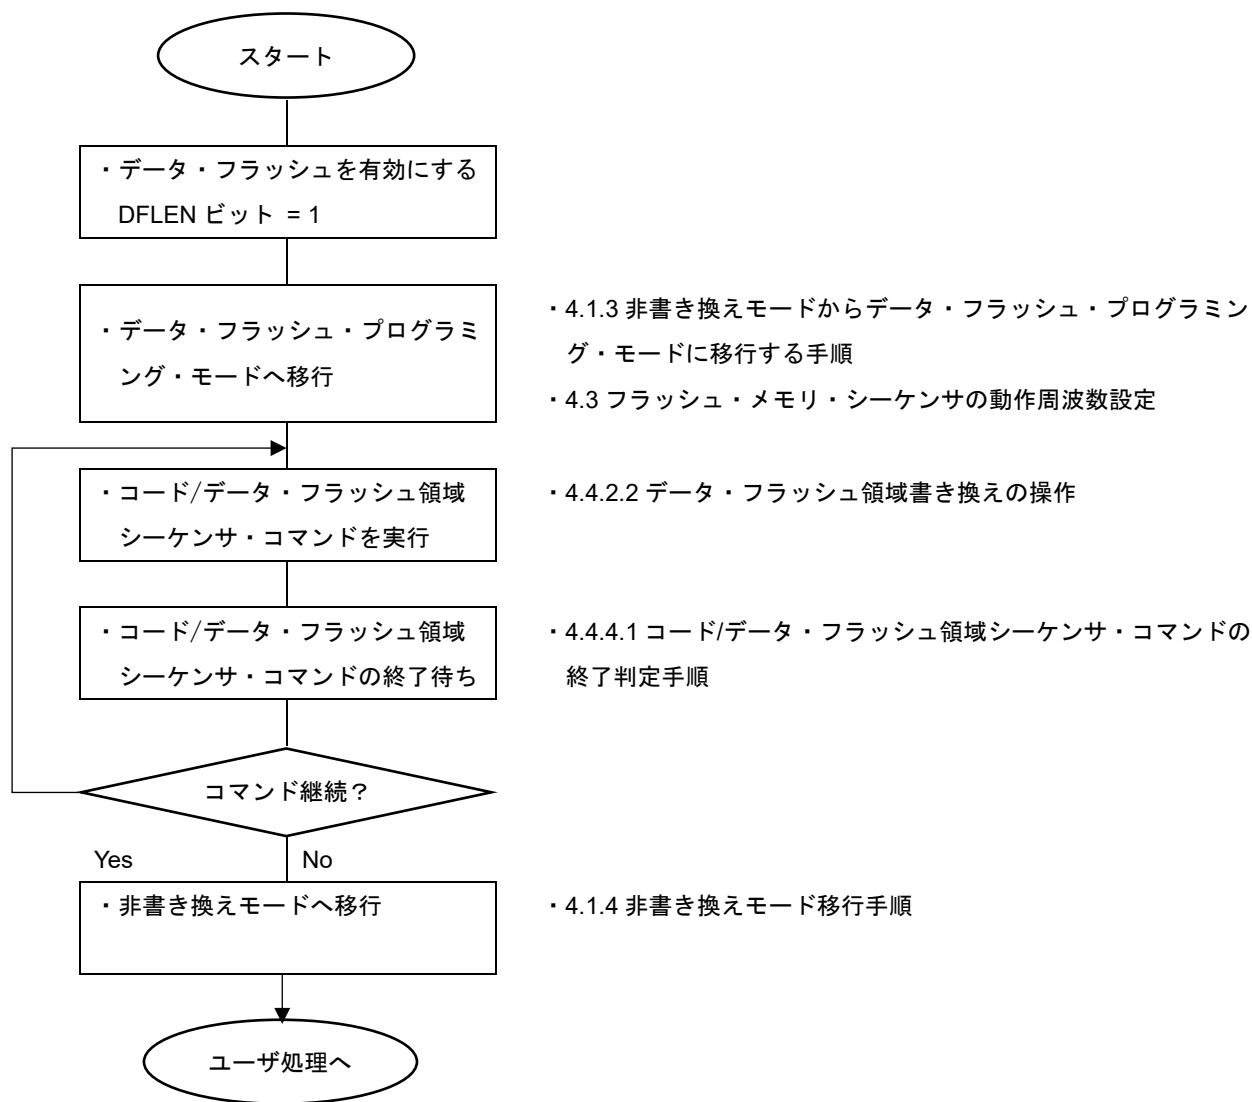 スタート
・データ・フラッシュを有効にする
DFLEN ビット = 1
・データ・フラッシュ・プログラミ
ング・モードへ移行
・4.1.3 非書き換えモードからデータ・フラッシュ・プログラミン
グ・モードに移行する手順
・4.3 フラッシュ・メモリ・シーケンサの動作周波数設定
・コード/データ・フラッシュ領域
シーケンサ・コマンドを実行
・4.4.2.2 データ・フラッシュ領域書き換えの操作
・コード/データ・フラッシュ領域
シーケンサ・コマンドの終了待ち
・4.4.4.1 コード/データ・フラッシュ領域シーケンサ・コマンドの
終了判定手順
コマンド継続？
Yes
No
・非書き換えモードへ移行
・4.1.4 非書き換えモード移行手順
ユーザ処理へ